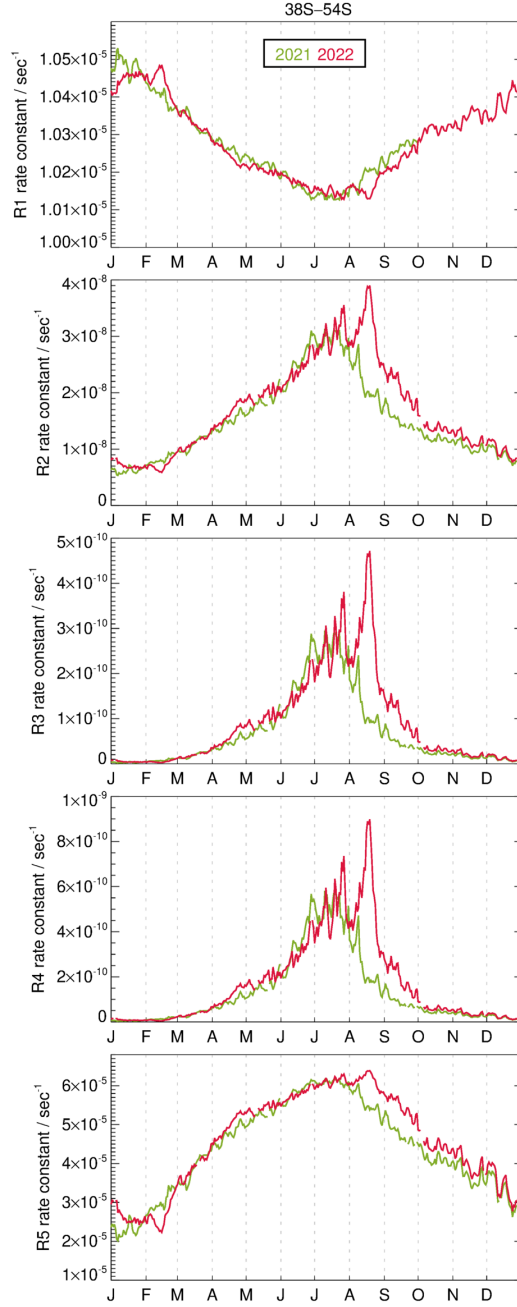 38S–54S
2021 2022
R1 rate constant / sec⁻¹
1.05×10⁻⁵
1.04×10⁻⁵
1.03×10⁻⁵
1.02×10⁻⁵
1.01×10⁻⁵
1.00×10⁻⁵
J F M A M J J A S O N D
R2 rate constant / sec⁻¹
4×10⁻⁸
3×10⁻⁸
2×10⁻⁸
1×10⁻⁸
0
J F M A M J J A S O N D
R3 rate constant / sec⁻¹
5×10⁻¹⁰
4×10⁻¹⁰
3×10⁻¹⁰
2×10⁻¹⁰
1×10⁻¹⁰
0
J F M A M J J A S O N D
R4 rate constant / sec⁻¹
1×10⁻⁹
8×10⁻¹⁰
6×10⁻¹⁰
4×10⁻¹⁰
2×10⁻¹⁰
0
J F M A M J J A S O N D
R5 rate constant / sec⁻¹
6×10⁻⁵
5×10⁻⁵
4×10⁻⁵
3×10⁻⁵
2×10⁻⁵
1×10⁻⁵
J F M A M J J A S O N D